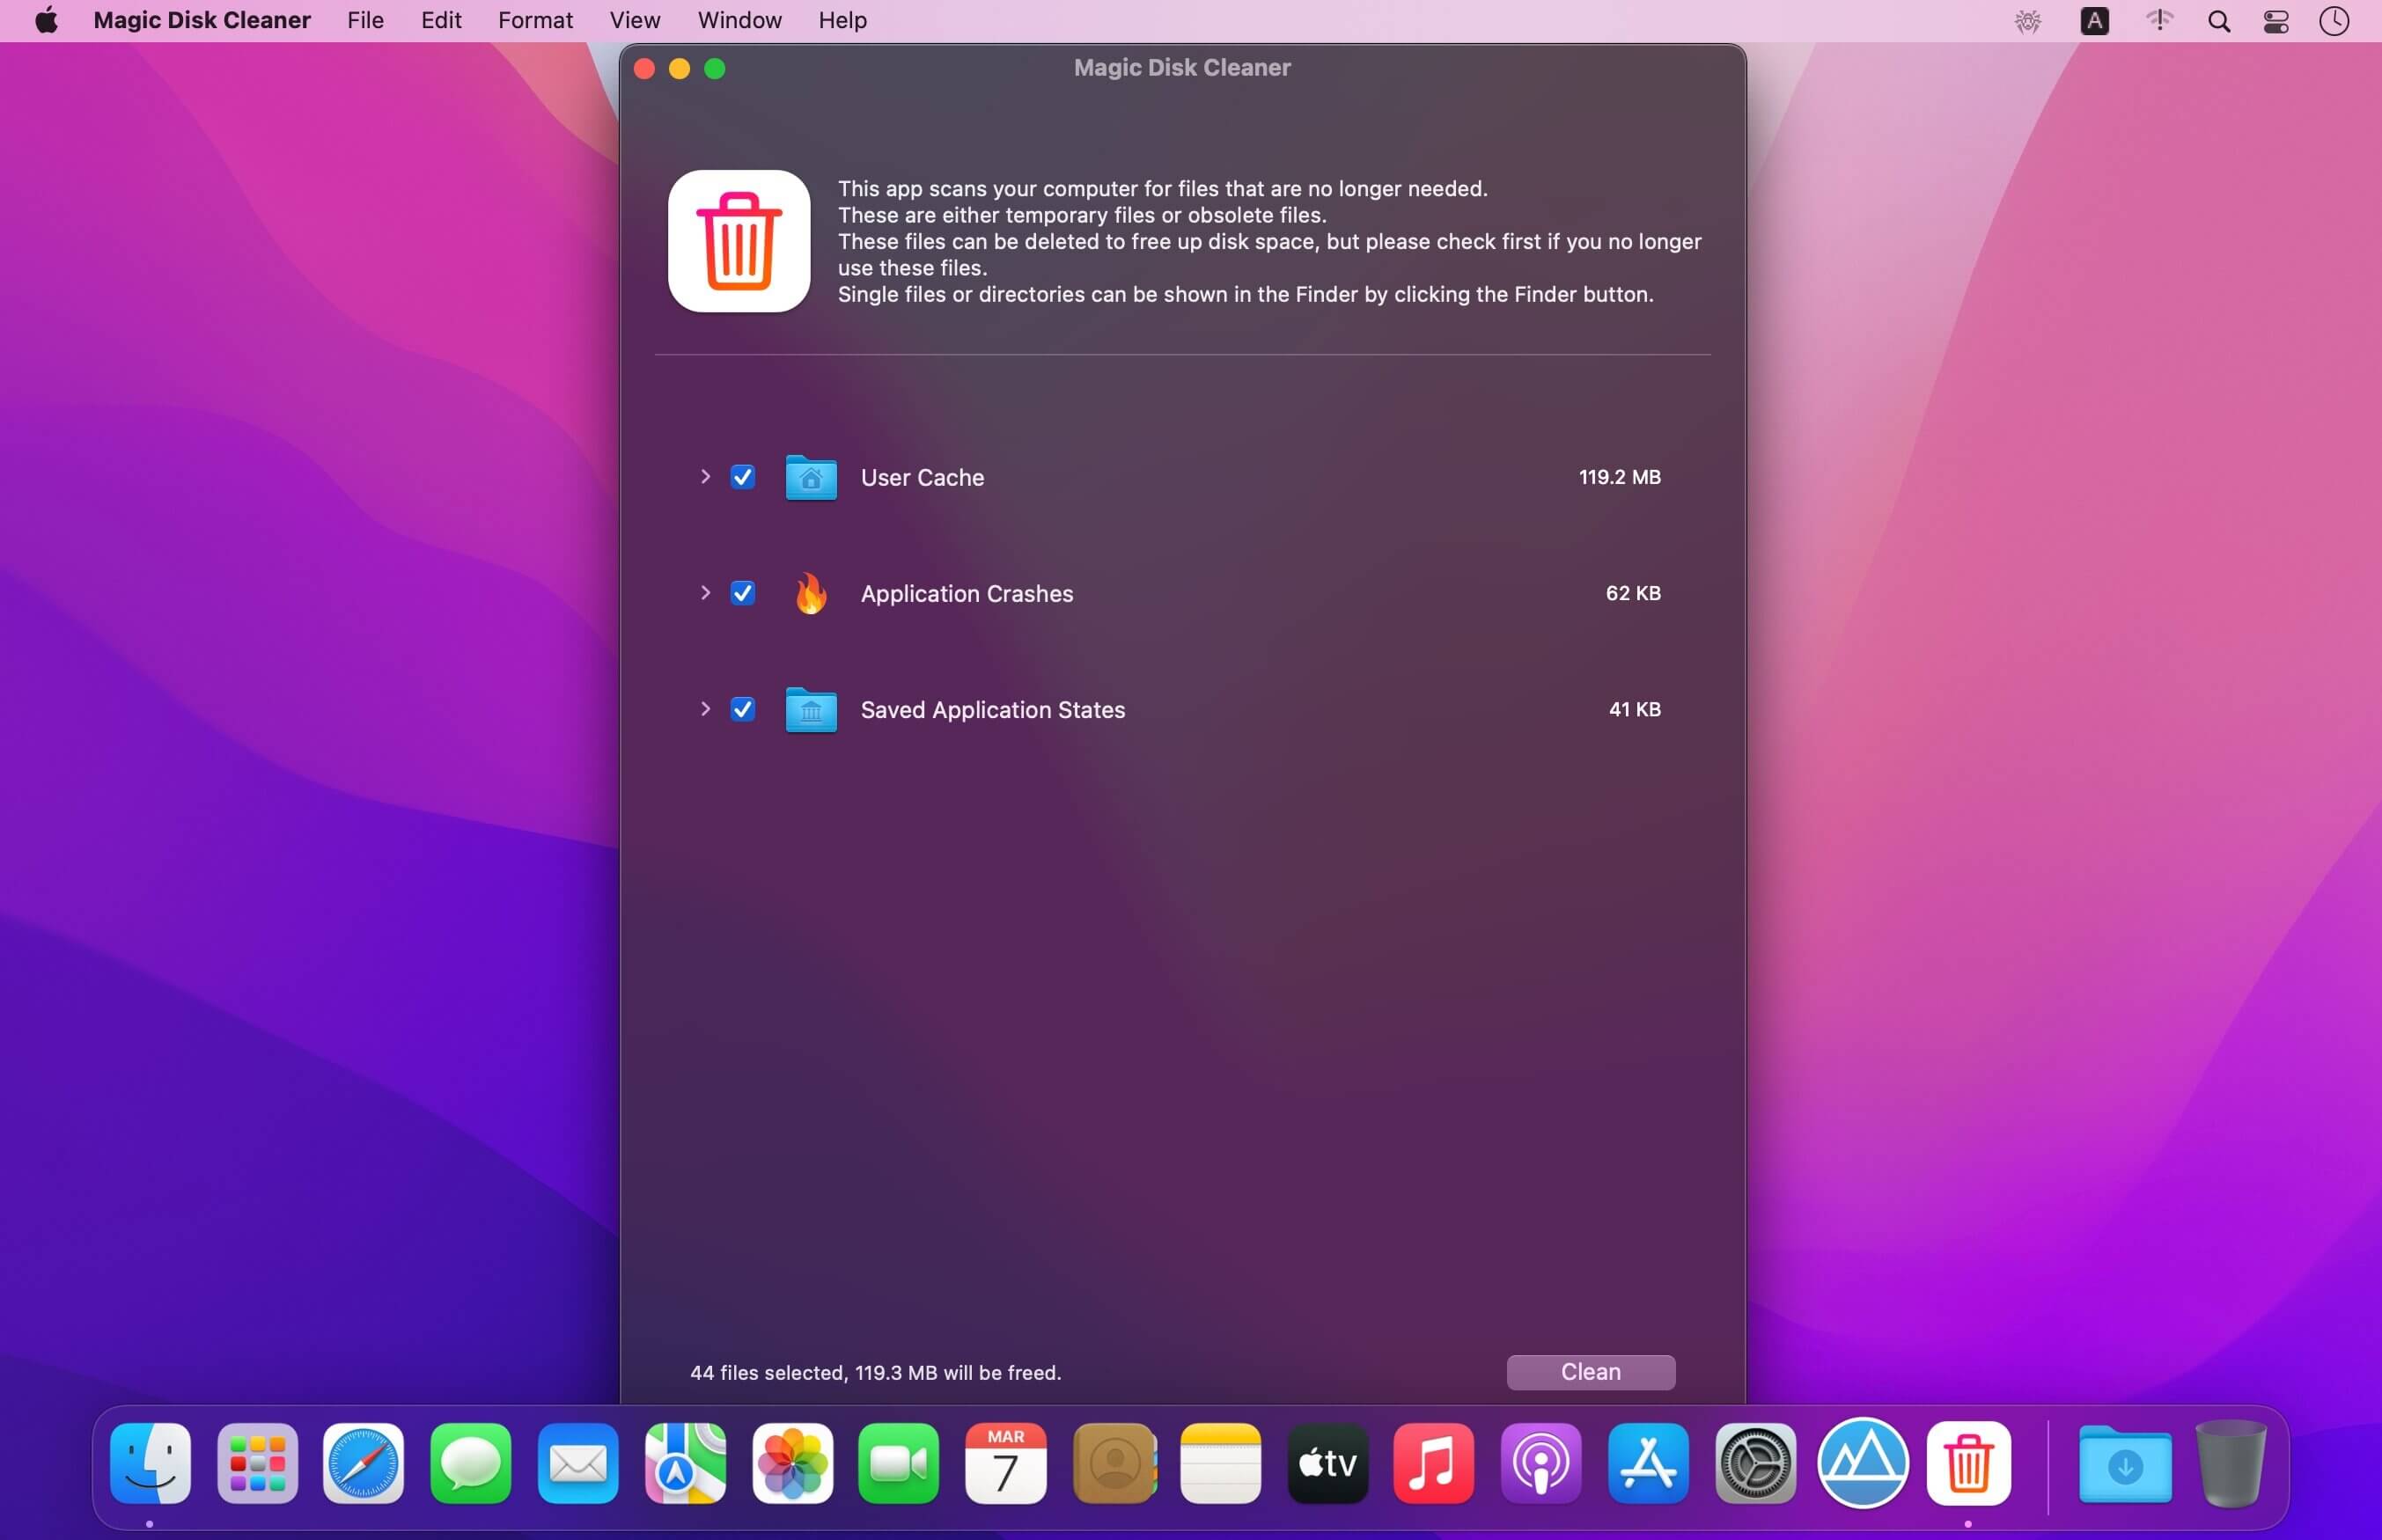 Magic Disk Cleaner File Edit Format View Window Help A
Magic Disk Cleaner
This app scans your computer for files that are no longer needed.
These are either temporary files or obsolete files.
These files can be deleted to free up disk space, but please check first if you no longer
use these files.
Single files or directories can be shown in the Finder by clicking the Finder button.
User Cache 119.2 MB
Application Crashes 62 KB
Saved Application States 41 KB
44 files selected, 119.3 MB will be freed. Clean
MAR
7
tv